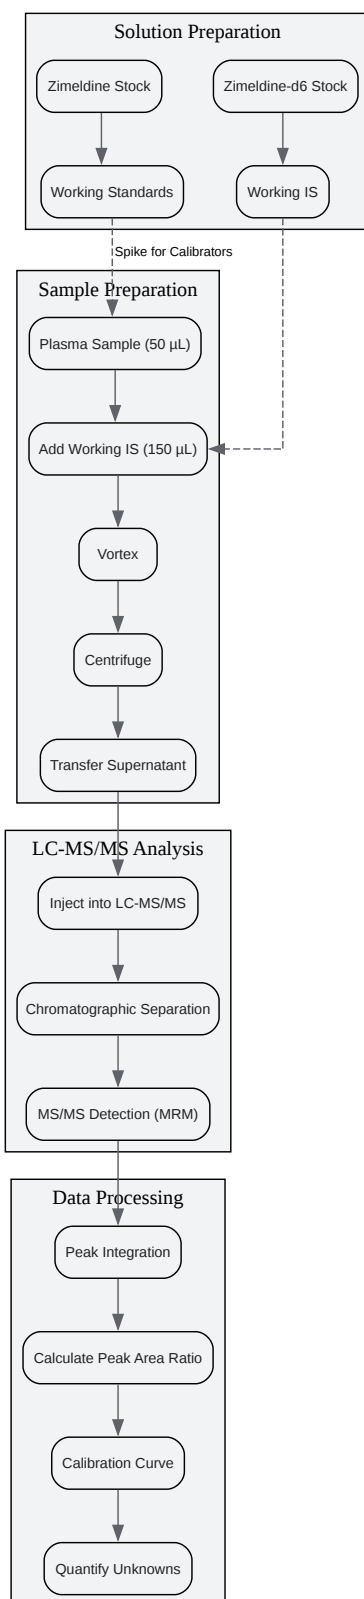 Solution Preparation
Zimeldine Stock
Zimeldine-d6 Stock
Working Standards
Working IS
Spike for Calibrators
Sample Preparation
Plasma Sample (50 µL)
Add Working IS (150 µL)
Vortex
Centrifuge
Transfer Supernatant
LC-MS/MS Analysis
Inject into LC-MS/MS
Chromatographic Separation
MS/MS Detection (MRM)
Data Processing
Peak Integration
Calculate Peak Area Ratio
Calibration Curve
Quantify Unknowns